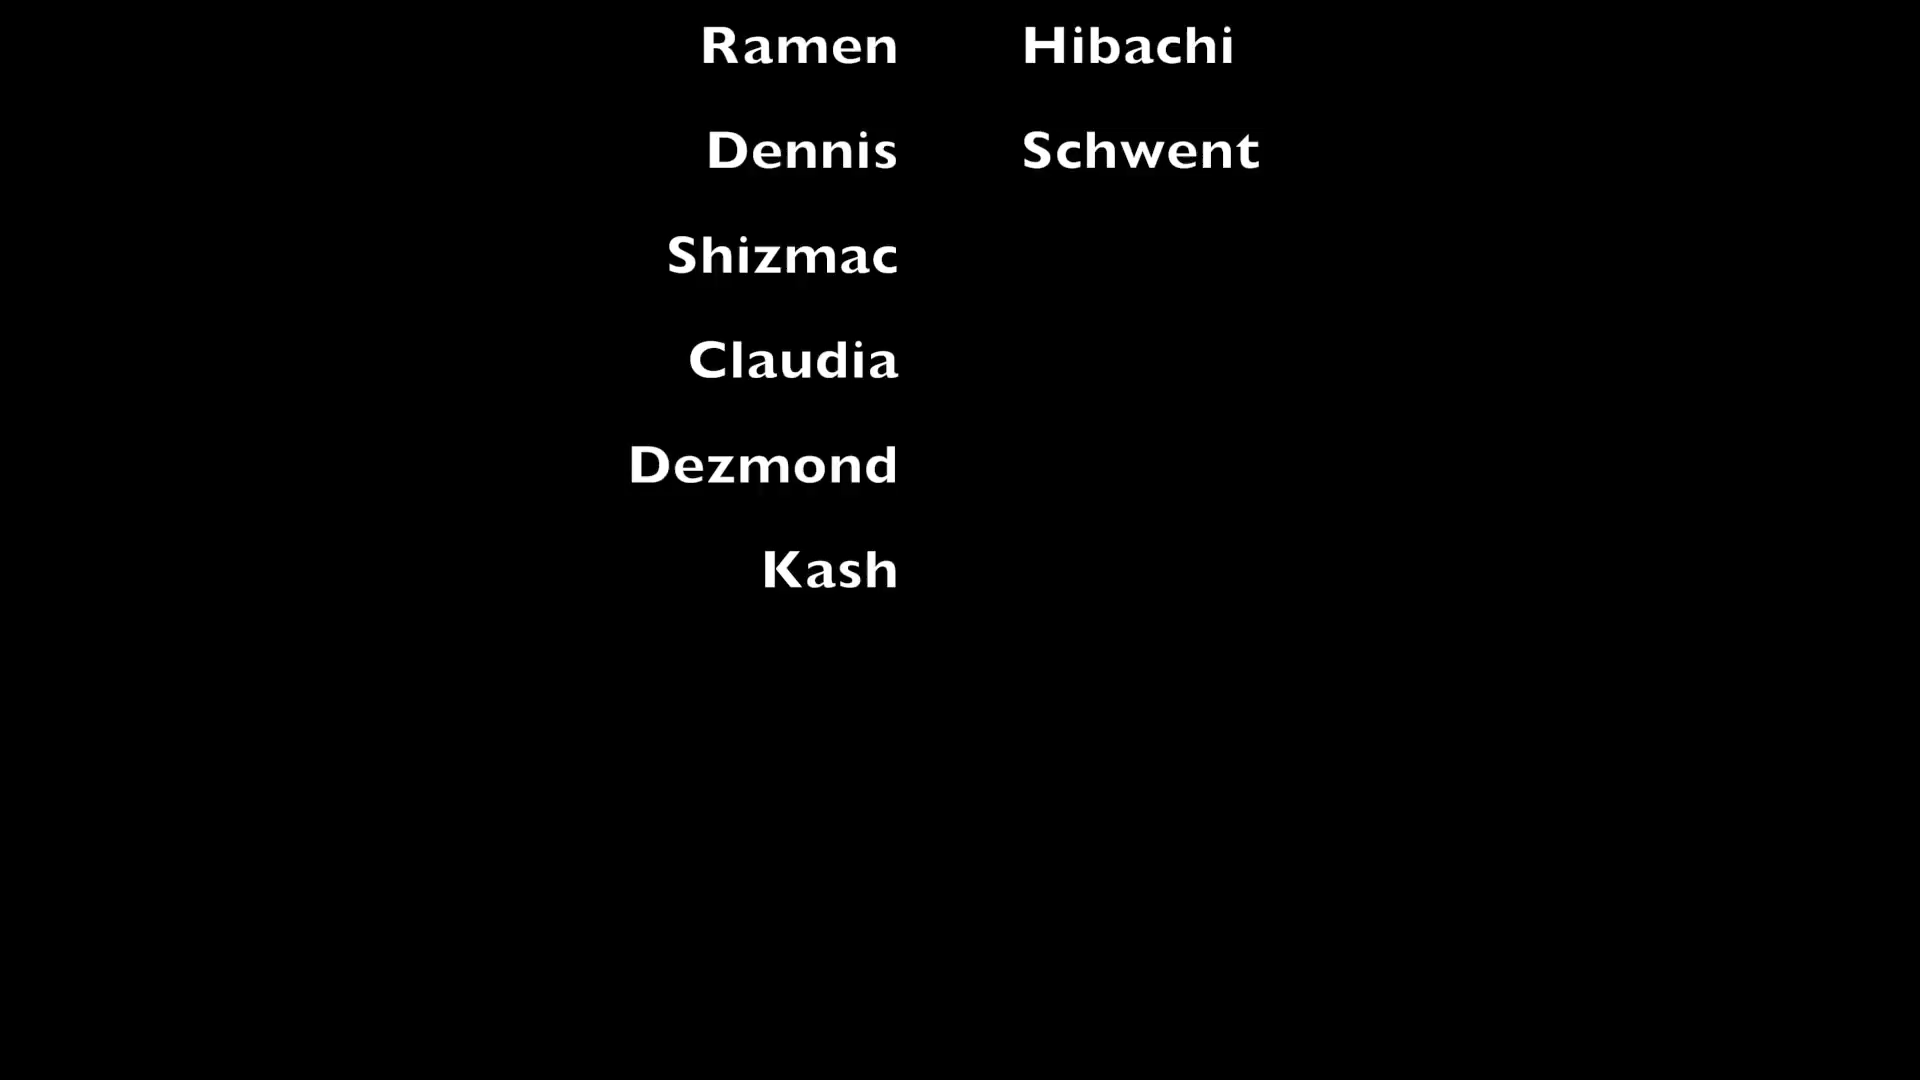 Ramen Hibachi
Dennis Schwent
Shizmac
Claudia
Dezmond
Kash